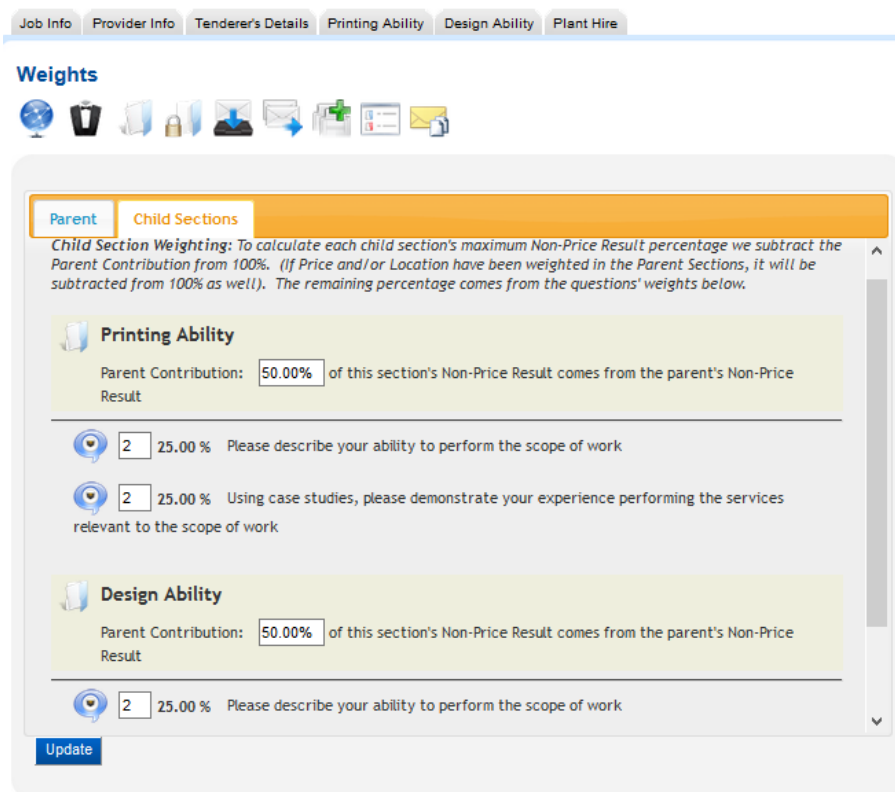 Job Info Provider Info Tenderer's Details Printing Ability Design Ability Plant Hire
Weights
Parent Child Sections
Child Section Weighting: To calculate each child section's maximum Non-Price Result percentage we subtract the
Parent Contribution from 100%. (If Price and/or Location have been weighted in the Parent Sections, it will be
subtracted from 100% as well). The remaining percentage comes from the questions' weights below.
Printing Ability
Parent Contribution: 50.00% of this section's Non-Price Result comes from the parent's Non-Price
Result
2 25.00 % Please describe your ability to perform the scope of work
2 25.00 % Using case studies, please demonstrate your experience performing the services
relevant to the scope of work
Design Ability
Parent Contribution: 50.00% of this section's Non-Price Result comes from the parent's Non-Price
Result
2 25.00 % Please describe your ability to perform the scope of work
Update